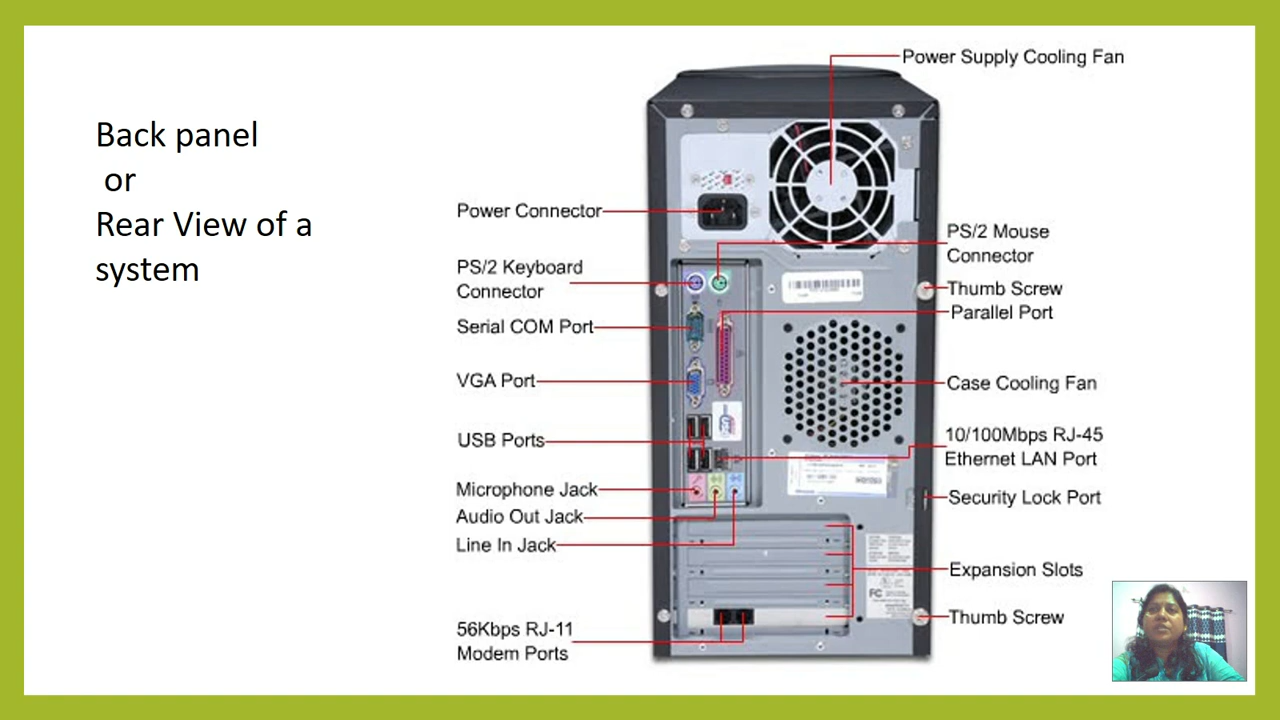 Back panel
or
Rear View of a
system
Power Supply Cooling Fan
Power Connector
PS/2 Keyboard
Connector
Serial COM Port
VGA Port
USB Ports
Microphone Jack
Audio Out Jack
Line In Jack
56Kbps RJ-11
Modem Ports
PS/2 Mouse
Connector
Thumb Screw
Parallel Port
Case Cooling Fan
10/100Mbps RJ-45
Ethernet LAN Port
Security Lock Port
Expansion Slots
Thumb Screw
FC